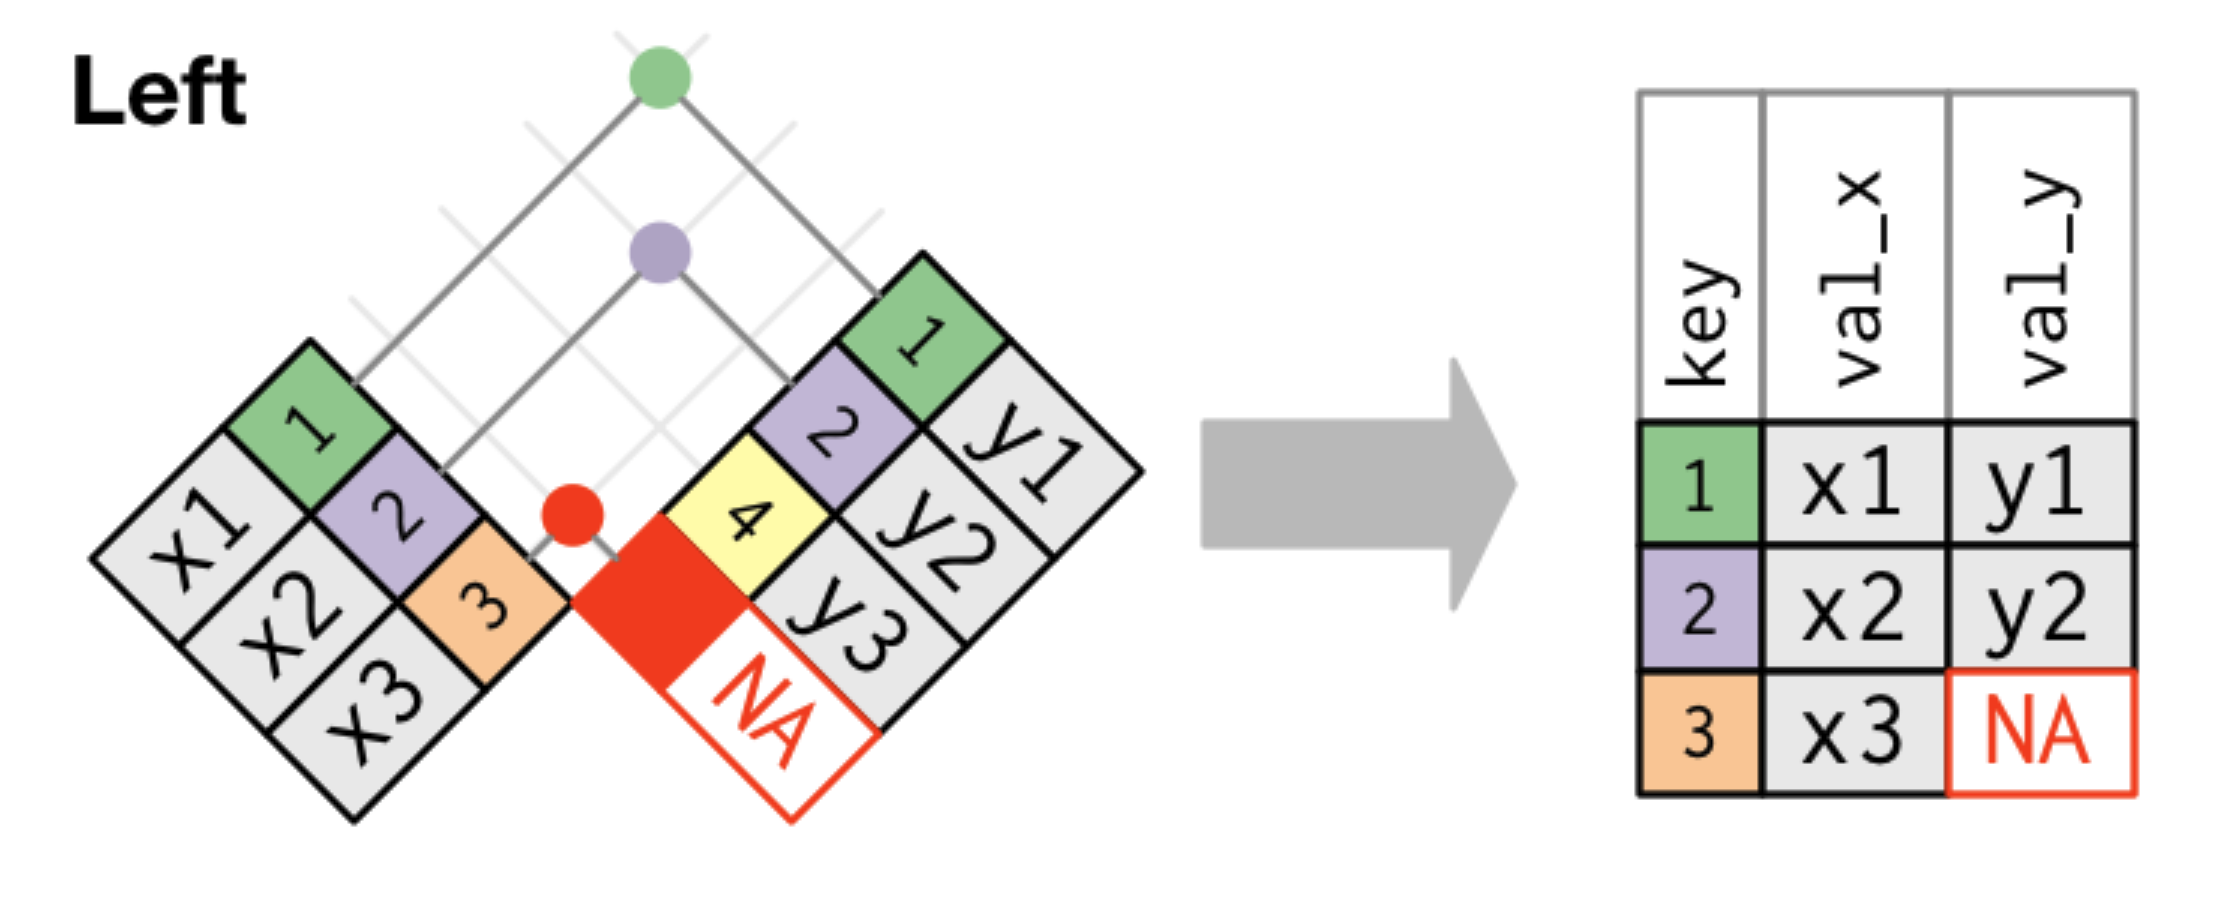 Left
1 x1
2 x2
3 x3
1 y1
2 y2
4 y3
NA
key val_x val_y
1 x1 y1
2 x2 y2
3 x3 NA